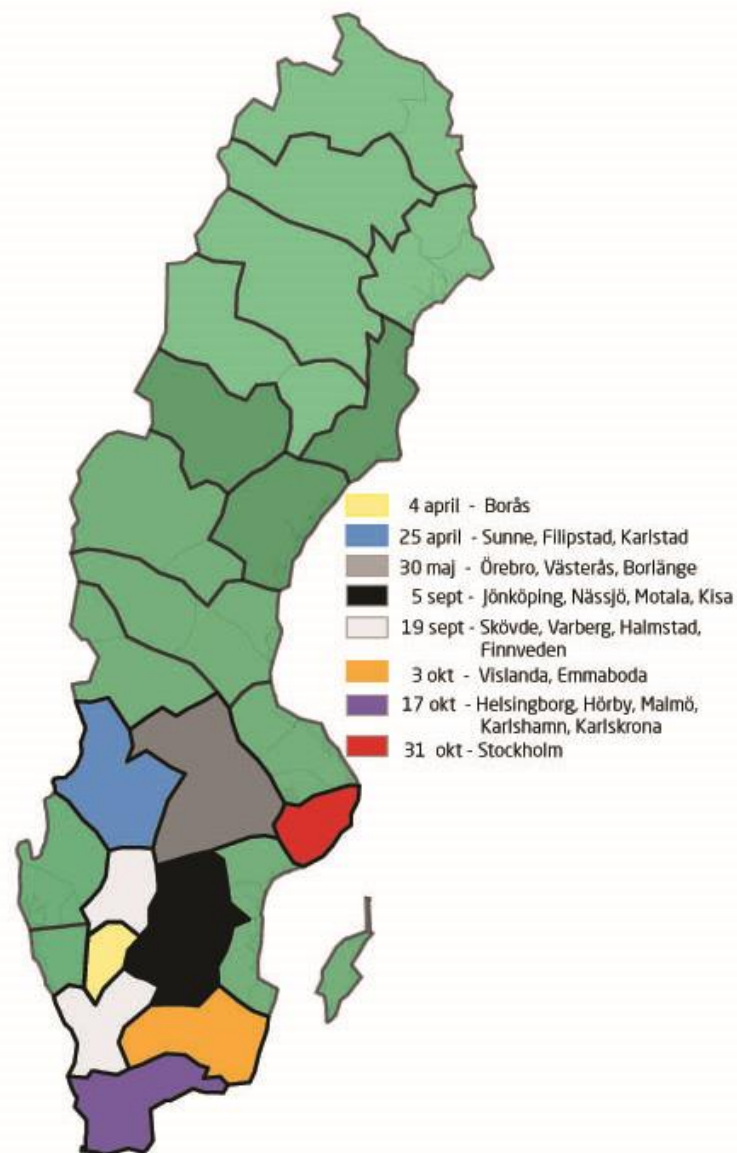 4 april - Borås
25 april - Sunne, Filipstad, Karlstad
30 maj - Örebro, Västerås, Borlänge
5 sept - Jönköping, Nässjö, Motala, Kisa
19 sept - Skövde, Varberg, Halmstad,
Finnveden
3 okt - Vislanda, Emmaboda
17 okt - Helsingborg, Hörby, Malmö,
Karlshamn, Karlskrona
31 okt - Stockholm